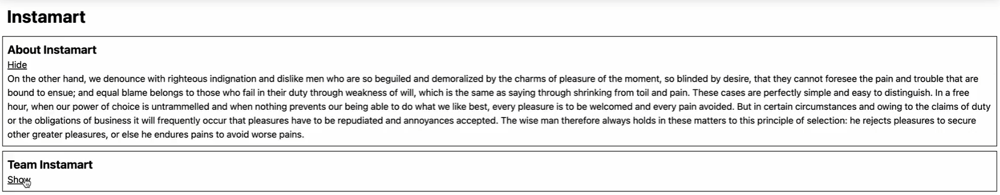 Instamart
About Instamart
Hide
On the other hand, we denounce with righteous indignation and dislike men who are so beguiled and demoralized by the charms of pleasure of the moment, so blinded by desire, that they cannot foresee the pain and trouble that are
bound to ensue; and equal blame belongs to those who fail in their duty through weakness of will, which is the same as saying through shrinking from toil and pain. These cases are perfectly simple and easy to distinguish. In a free
hour, when our power of choice is untrammelled and when nothing prevents our being able to do what we like best, every pleasure is to be welcomed and every pain avoided. But in certain circumstances and owing to the claims of duty
or the obligations of business it will frequently occur that pleasures have to be repudiated and annoyances accepted. The wise man therefore always holds in these matters to this principle of selection: he rejects pleasures to secure
other greater pleasures, or else he endures pains to avoid worse pains.
Team Instamart
Show